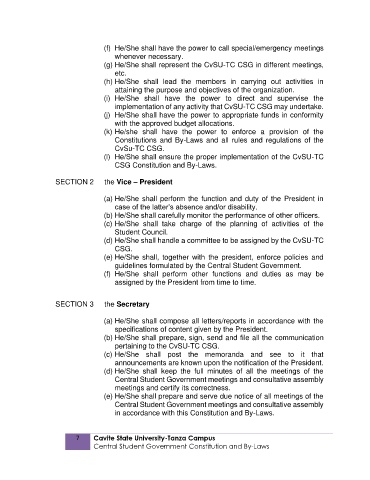 (f) He/She shall have the power to call special/emergency meetings
whenever necessary.
(g) He/She shall represent the CvSU-TC CSG in different meetings,
etc.
(h) He/She shall lead the members in carrying out activities in
attaining the purpose and objectives of the organization.
(i) He/She shall have the power to direct and supervise the
implementation of any activity that CvSU-TC CSG may undertake.
(j) He/She shall have the power to appropriate funds in conformity
with the approved budget allocations.
(k) He/she shall have the power to enforce a provision of the
Constitutions and By-Laws and all rules and regulations of the
CvSu-TC CSG.
(l) He/She shall ensure the proper implementation of the CvSU-TC
CSG Constitution and By-Laws.
SECTION 2 the Vice – President
(a) He/She shall perform the function and duty of the President in
case of the latter's absence and/or disability.
(b) He/She shall carefully monitor the performance of other officers.
(c) He/She shall take charge of the planning of activities of the
Student Council.
(d) He/She shall handle a committee to be assigned by the CvSU-TC
CSG.
(e) He/She shall, together with the president, enforce policies and
guidelines formulated by the Central Student Government.
(f) He/She shall perform other functions and duties as may be
assigned by the President from time to time.
SECTION 3 the Secretary
(a) He/She shall compose all letters/reports in accordance with the
specifications of content given by the President.
(b) He/She shall prepare, sign, send and file all the communication
pertaining to the CvSU-TC CSG.
(c) He/She shall post the memoranda and see to it that
announcements are known upon the notification of the President.
(d) He/She shall keep the full minutes of all the meetings of the
Central Student Government meetings and consultative assembly
meetings and certify its correctness.
(e) He/She shall prepare and serve due notice of all meetings of the
Central Student Government meetings and consultative assembly
in accordance with this Constitution and By-Laws.
7 Cavite State University-Tanza Campus
Central Student Government Constitution and By-Laws